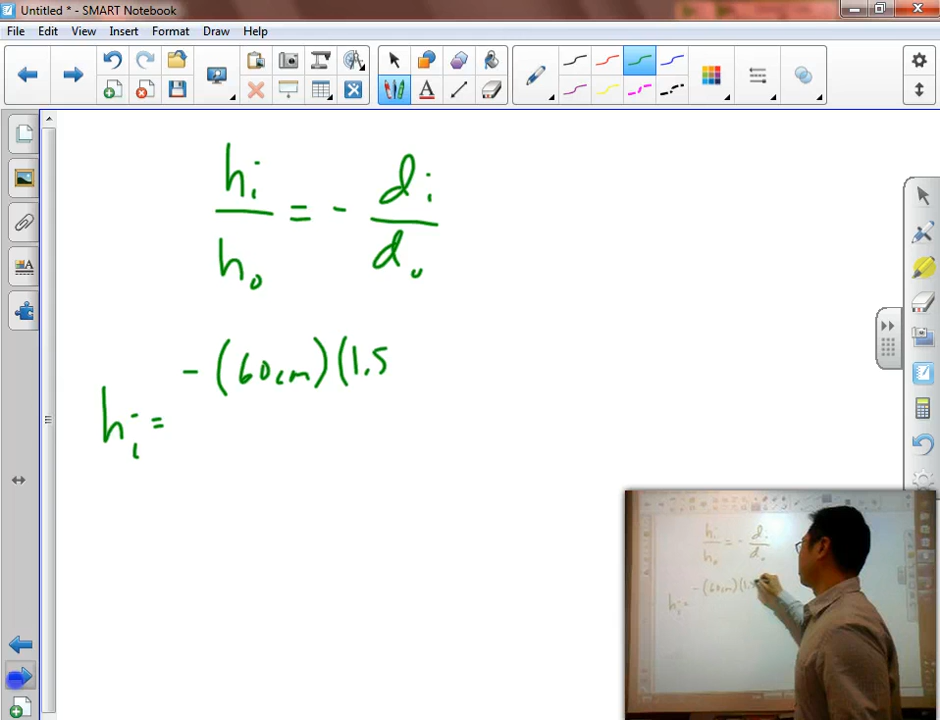 Untitled * - SMART Notebook
File Edit View Insert Format Draw Help
hi/ho = - di/do
- (60cm)(1.5
hi =